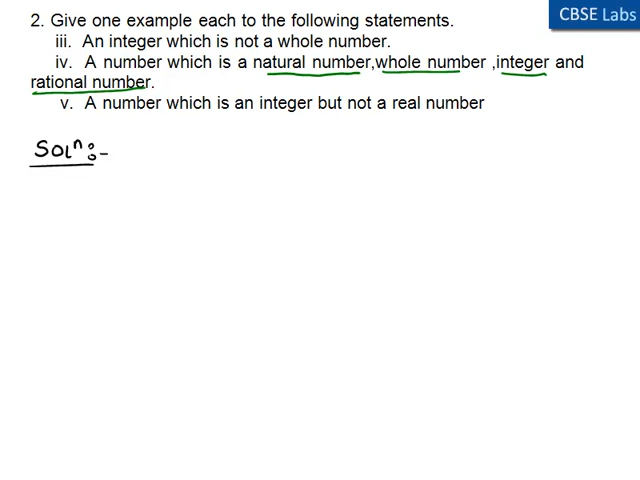 CBSE Labs
2. Give one example each to the following statements.
iii. An integer which is not a whole number.
iv. A number which is a natural number,whole number ,integer and
rational number.
v. A number which is an integer but not a real number
Solⁿ:-